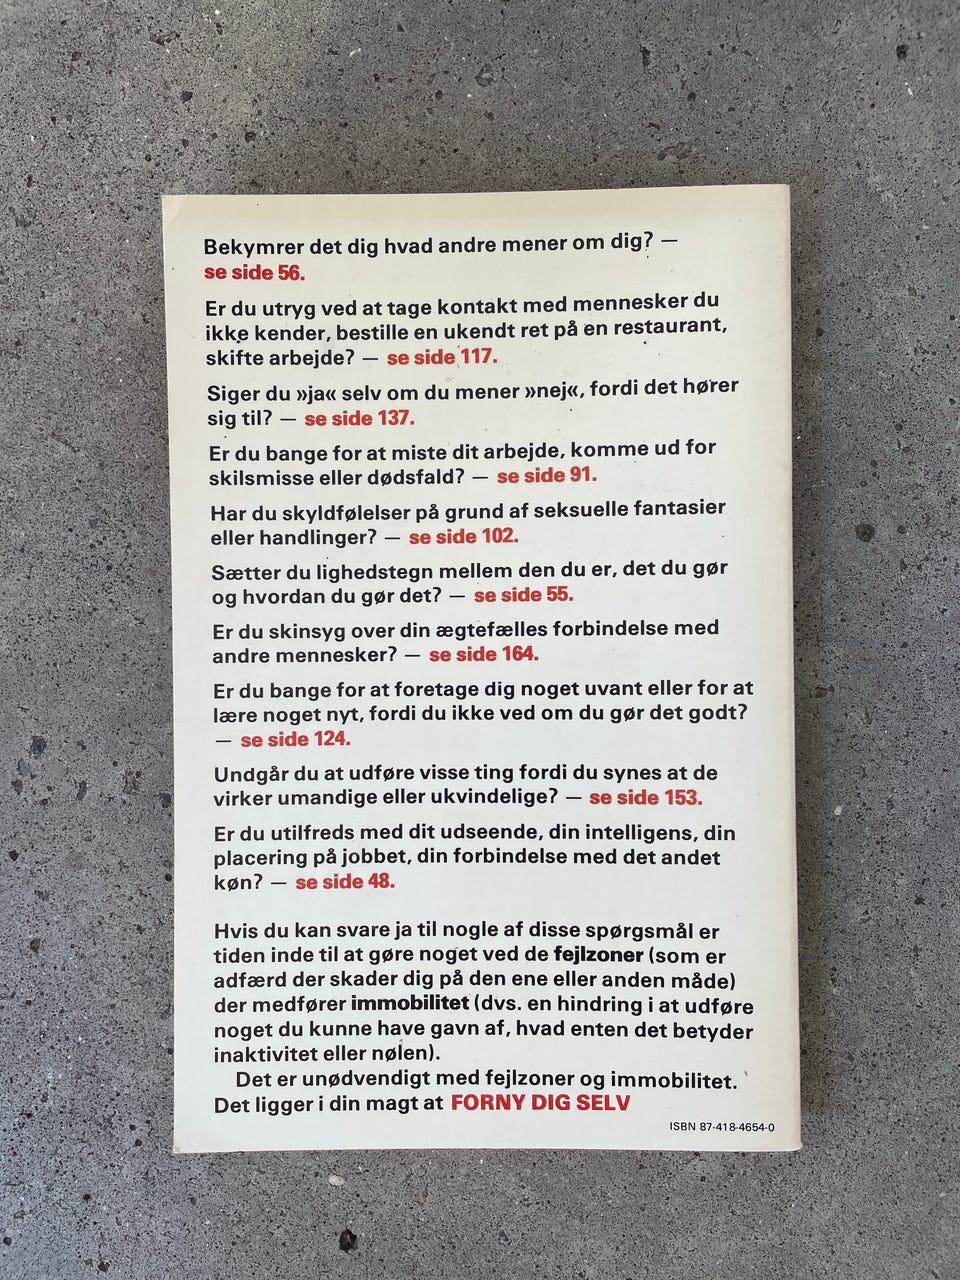 Bekymrer det dig hvad andre mener om dig? —
se side 56.
Er du utryg ved at tage kontakt med mennesker du
ikke kender, bestille en ukendt ret på en restaurant,
skifte arbejde? — se side 117.
Siger du »ja« selv om du mener »nej«, fordi det hører
sig til? — se side 137.
Er du bange for at miste dit arbejde, komme ud for
skilsmisse eller dødsfald? — se side 91.
Har du skyldfølelser på grund af seksuelle fantasier
eller handlinger? — se side 102.
Sætter du lighedstegn mellem den du er, det du gør
og hvordan du gør det? — se side 55.
Er du skinsyg over din ægtefælles forbindelse med
andre mennesker? — se side 164.
Er du bange for at foretage dig noget uvant eller for at
lære noget nyt, fordi du ikke ved om du gør det godt?
— se side 124.
Undgår du at udføre visse ting fordi du synes at de
virker umandige eller ukvindelige? — se side 153.
Er du utilfreds med dit udseende, din intelligens, din
placering på jobbet, din forbindelse med det andet
køn? — se side 48.
Hvis du kan svare ja til nogle af disse spørgsmål er
tiden inde til at gøre noget ved de fejlzoner (som er
adfærd der skader dig på den ene eller anden måde)
der medfører immobilitet (dvs. en hindring i at udføre
noget du kunne have gavn af, hvad enten det betyder
inaktivitet eller nølen).
Det er unødvendigt med fejlzoner og immobilitet.
Det ligger i din magt at FORNY DIG SELV
ISBN 87-418-4654-0